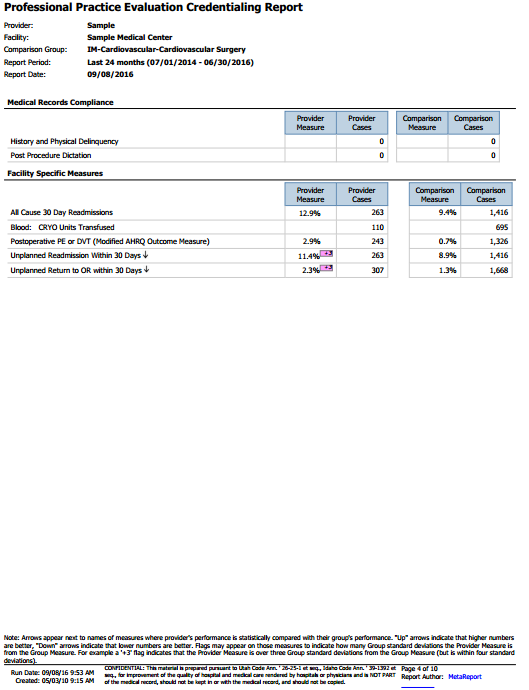 Professional Practice Evaluation Credentialing Report
Provider: Sample
Facility: Sample Medical Center
Comparison Group: IM-Cardiovascular-Cardiovascular Surgery
Report Period: Last 24 months (07/01/2014 - 06/30/2016)
Report Date: 09/08/2016
Medical Records Compliance
Provider Measure Provider Cases Comparison Measure Comparison Cases
History and Physical Delinquency 0 0
Post Procedure Dictation 0 0
Facility Specific Measures
Provider Measure Provider Cases Comparison Measure Comparison Cases
All Cause 30 Day Readmissions 12.9% 263 9.4% 1,416
Blood: CRYO Units Transfused 110 695
Postoperative PE or DVT (Modified AHRQ Outcome Measure) 2.9% 243 0.7% 1,326
Unplanned Readmission Within 30 Days ↓ 11.4% 263 8.9% 1,416
Unplanned Return to OR within 30 Days ↓ 2.3% 307 1.3% 1,668
Note: Arrows appear next to names of measures where provider's performance is statistically compared with their group's performance. "Up" arrows indicate that higher numbers
are better, "Down" arrows indicate that lower numbers are better. Flags may appear on those measures to indicate how many Group standard deviations the Provider Measure is
from the Group Measure. For example a '+3' flag indicates that the Provider Measure is over three Group standard deviations from the Group Measure (but is within four standard
deviations).
Run Date: 09/08/16 9:53 AM
Created: 05/03/10 9:15 AM
CONFIDENTIAL: This material is prepared pursuant to Utah Code Ann. ' 26-25-1 et seq., Idaho Code Ann. ' 39-1392 et
seq., for improvement of the quality of hospital and medical care rendered by hospitals or physicians and is NOT PART
of the medical record, should not be kept in or with the medical record, and should not be copied.
Page 4 of 10
Report Author: MetaReport